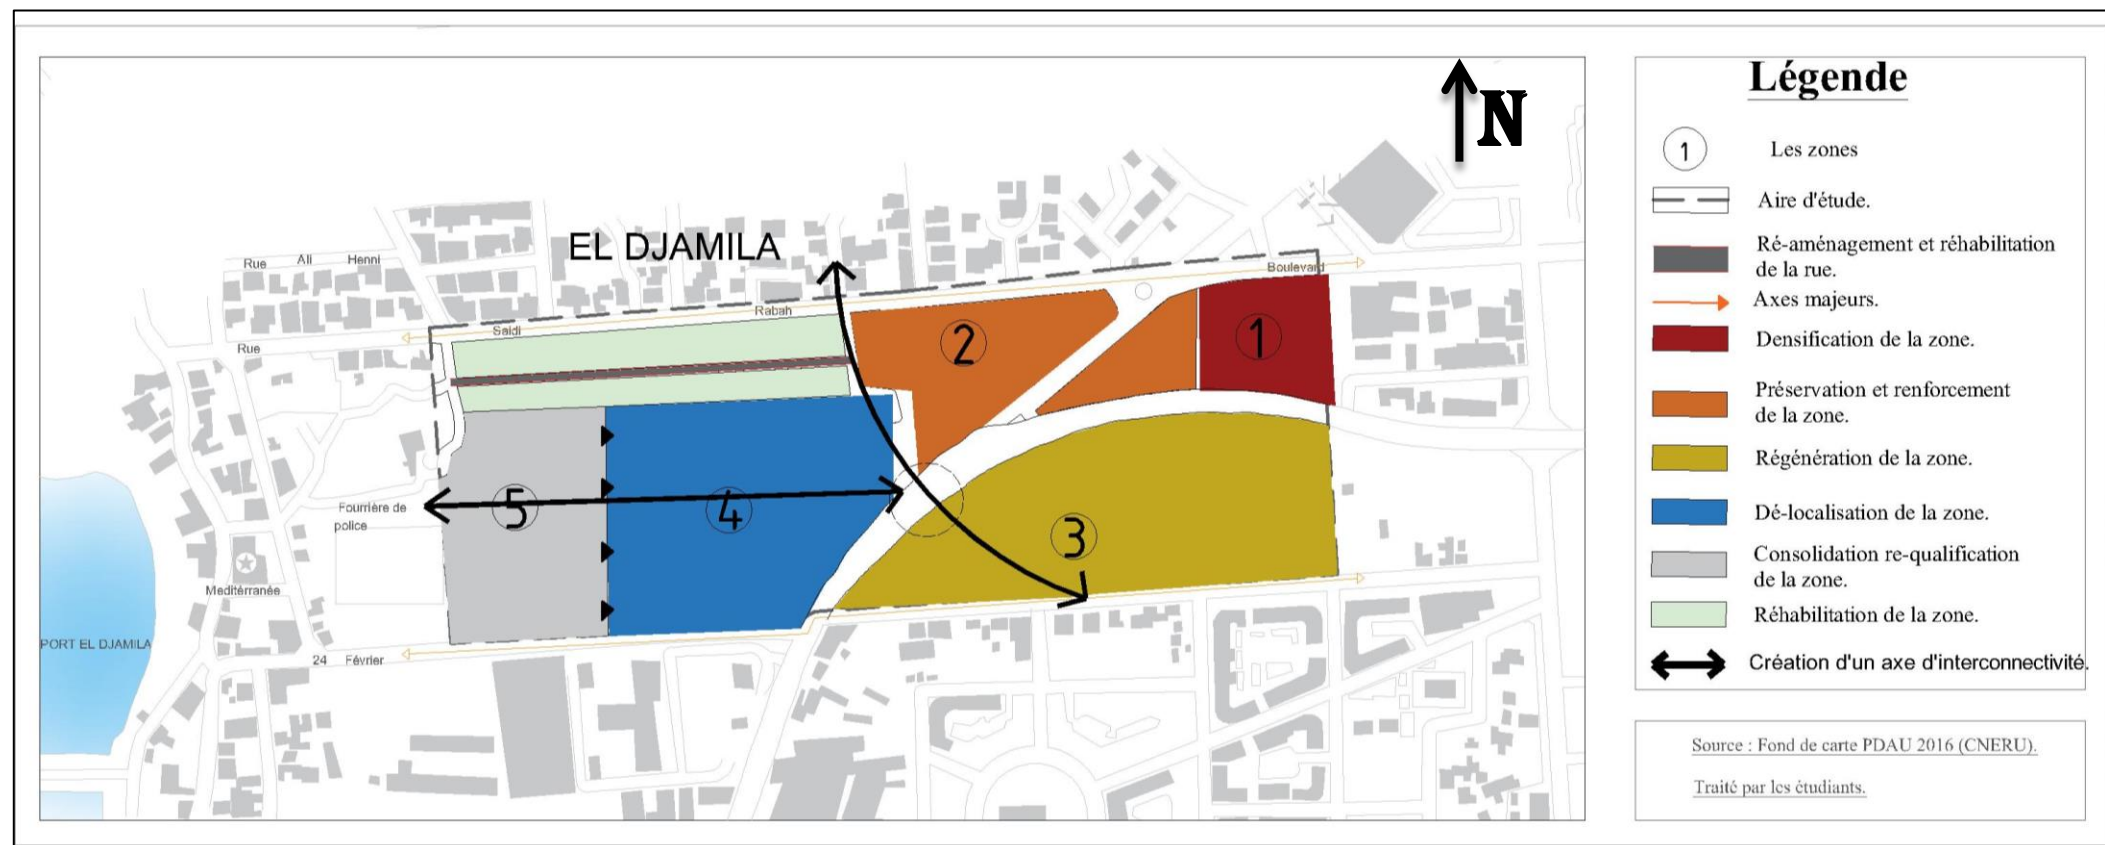 N
EL DJAMILA
Rue Ali Henni
Boulevard
Rabah
Saidi
Rue
2
1
Fourrière de
police
5
4
3
Meditérranée
PORT EL DJAMILA
24 Février
Légende
1 Les zones
Aire d'étude.
Ré-aménagement et réhabilitation
de la rue.
Axes majeurs.
Densification de la zone.
Préservation et renforcement
de la zone.
Régénération de la zone.
Dé-localisation de la zone.
Consolidation re-qualification
de la zone.
Réhabilitation de la zone.
Création d'un axe d'interconnectivité.
Source : Fond de carte PDAU 2016 (CNERU).
Traité par les étudiants.